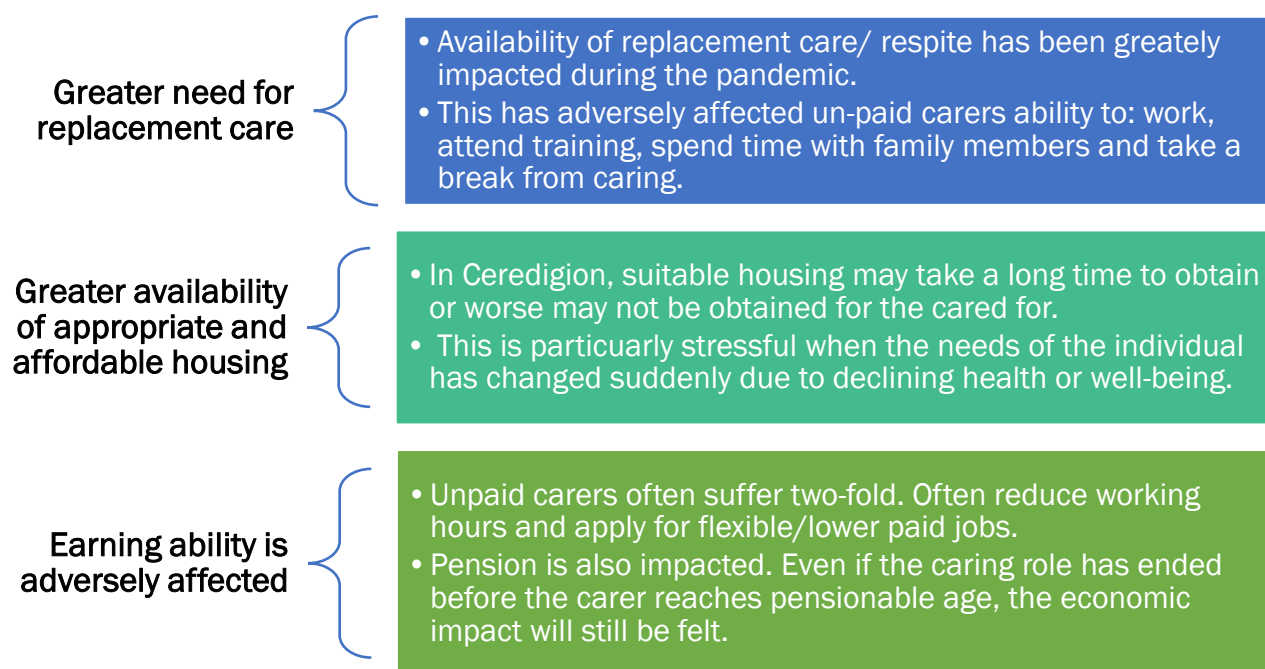 Greater need for
replacement care
• Availability of replacement care/ respite has been greately
impacted during the pandemic.
• This has adversely affected un-paid carers ability to: work,
attend training, spend time with family members and take a
break from caring.
Greater availability
of appropriate and
affordable housing
• In Ceredigion, suitable housing may take a long time to obtain
or worse may not be obtained for the cared for.
• This is particuarly stressful when the needs of the individual
has changed suddenly due to declining health or well-being.
Earning ability is
adversely affected
• Unpaid carers often suffer two-fold. Often reduce working
hours and apply for flexible/lower paid jobs.
• Pension is also impacted. Even if the caring role has ended
before the carer reaches pensionable age, the economic
impact will still be felt.